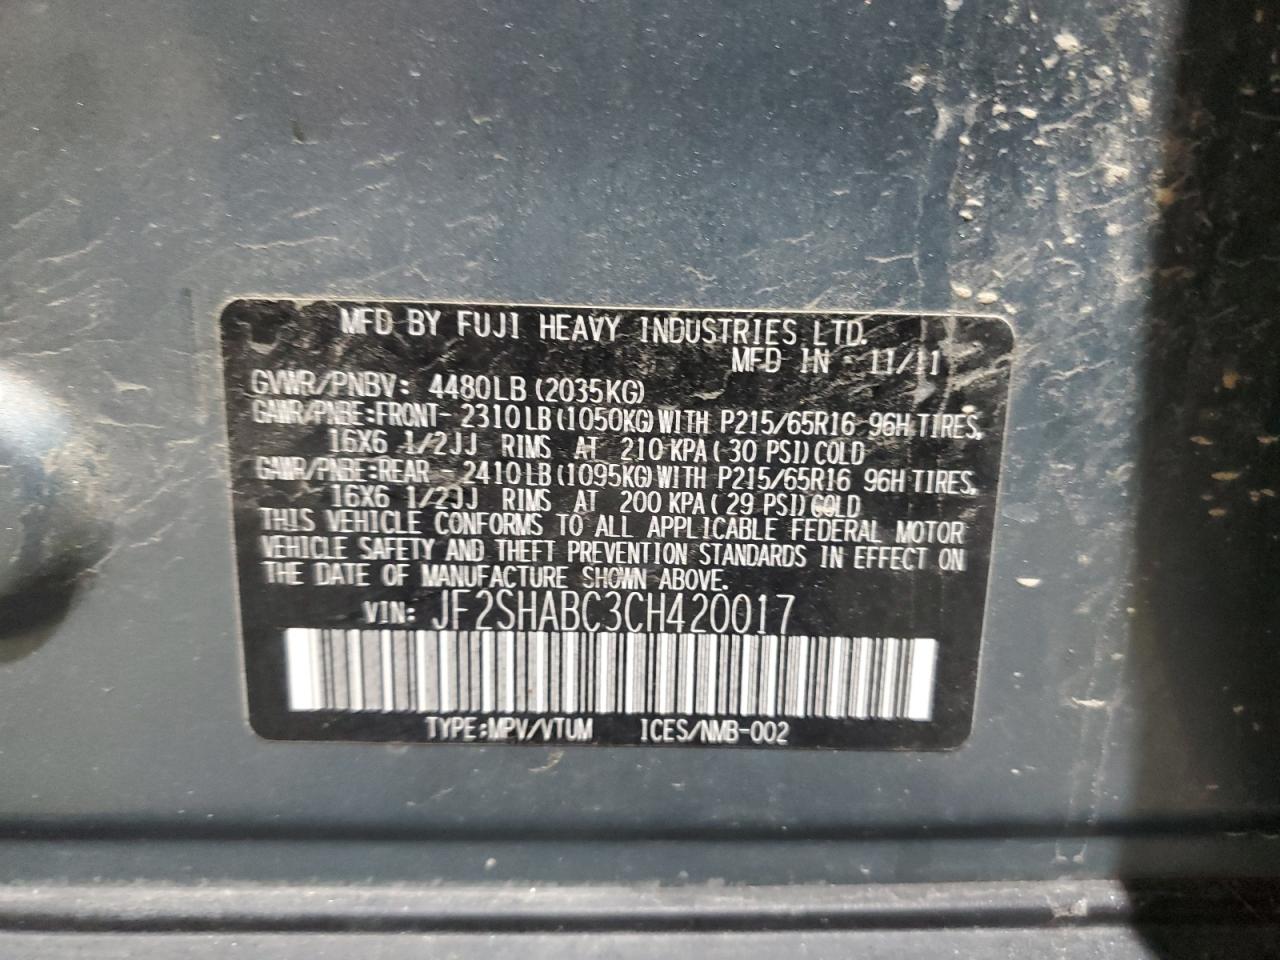 MFD BY FUJI HEAVY INDUSTRIES LTD.
MFD IN - 11/11
GVWR/PNBV: 4480LB (2035KG)
GAWR/PNBE:FRONT- 2310LB(1050KG)WITH P215/65R16 96H TIRES,
16X6 1/2JJ RIMS AT 210 KPA( 30 PSI)COLD
GAWR/PNBE:REAR - 2410LB(1095KG)WITH P215/65R16 96H TIRES,
16X6 1/2JJ RIMS AT 200 KPA( 29 PSI)COLD
THIS VEHICLE CONFORMS TO ALL APPLICABLE FEDERAL MOTOR
VEHICLE SAFETY AND THEFT PREVENTION STANDARDS IN EFFECT ON
THE DATE OF MANUFACTURE SHOWN ABOVE.
VIN: JF2SHABC3CH420017
TYPE:MPV/VTUM ICES/NMB-002